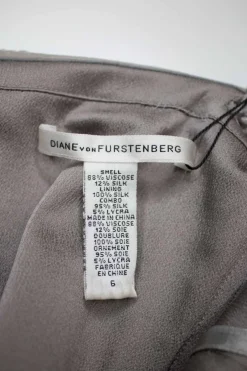 DIANE VON FURSTENBERG
SHELL
88% VISCOSE
12% SILK
LINING
100% SILK
COMBO
95% SILK
5% LYCRA
MADE IN CHINA
88% VISCOSE
12% SOIE
DOUBLURE
100% SOIE
ORNEMENT
95% SOIE
5% LYCRA
FABRIQUE
EN CHINE
6